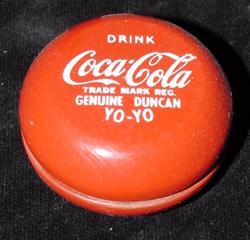 DRINK
Coca-Cola
TRADE MARK REG.
GENUINE DUNCAN
YO-YO